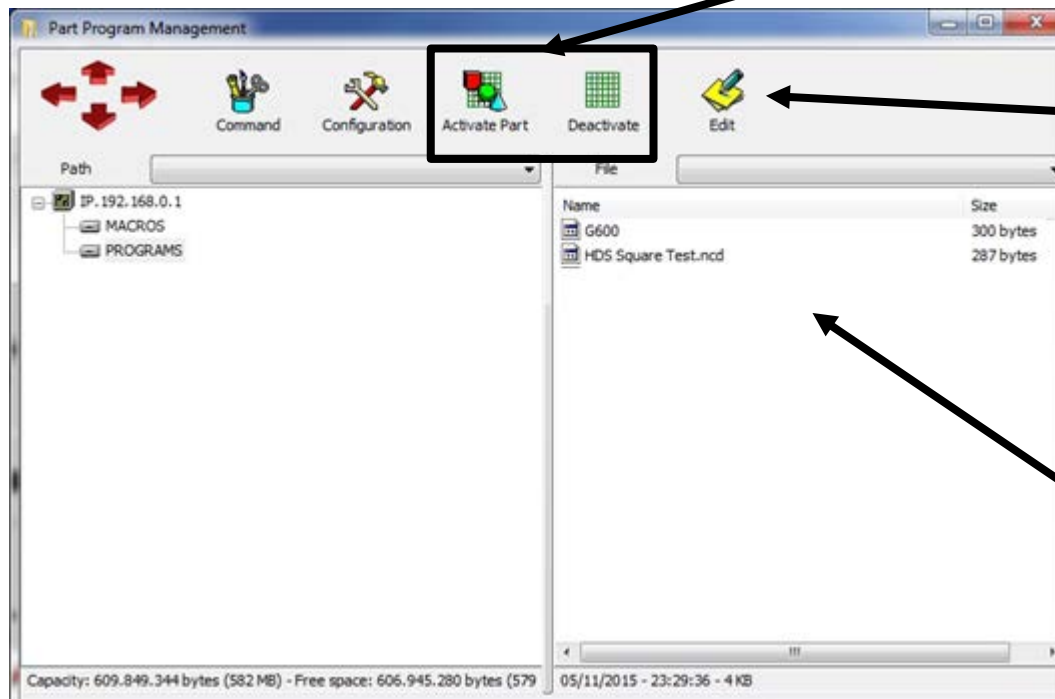 Part Program Management
Command
Configuration
Activate Part
Deactivate
Edit
Path
File
IP.192.168.0.1
MACROS
PROGRAMS
Name Size
G600 300 bytes
HDS Square Test.ncd 287 bytes
Capacity: 609.849.344 bytes (582 MB) - Free space: 606.945.280 bytes (579
05/11/2015 - 23:29:36 - 4 KB